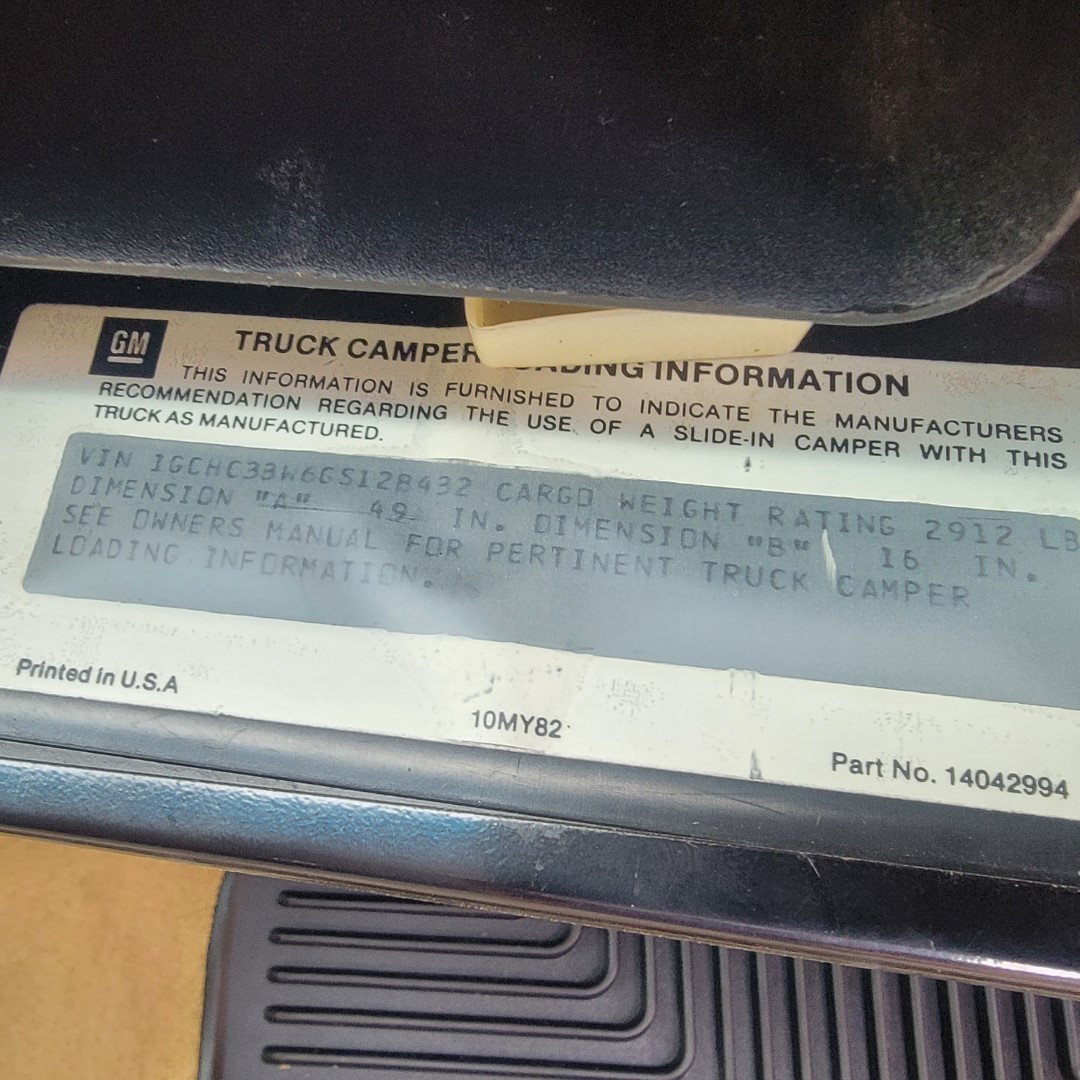 GM
TRUCK CAMPER LOADING INFORMATION
THIS INFORMATION IS FURNISHED TO INDICATE THE MANUFACTURERS
RECOMMENDATION REGARDING THE USE OF A SLIDE-IN CAMPER WITH THIS
TRUCK AS MANUFACTURED.
VIN 1GCHC33W6GS128432 CARGO WEIGHT RATING 2912 LB
DIMENSION "A" 49 IN. DIMENSION "B" 16 IN.
SEE OWNERS MANUAL FOR PERTINENT TRUCK CAMPER
LOADING INFORMATION.
Printed in U.S.A
10MY82
Part No. 14042994